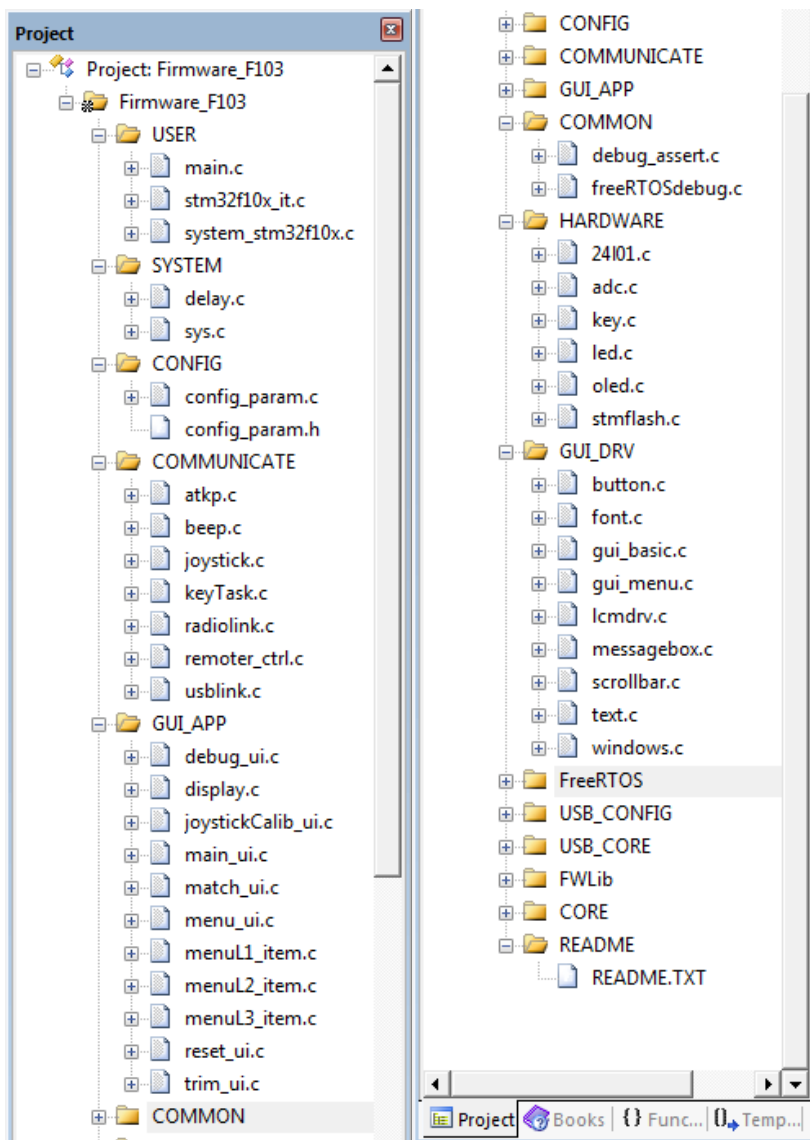 Project
Project: Firmware_F103
Firmware_F103
USER
main.c
stm32f10x_it.c
system_stm32f10x.c
SYSTEM
delay.c
sys.c
CONFIG
config_param.c
config_param.h
COMMUNICATE
atkp.c
beep.c
joystick.c
keyTask.c
radiolink.c
remoter_ctrl.c
usblink.c
GUI_APP
debug_ui.c
display.c
joystickCalib_ui.c
main_ui.c
match_ui.c
menu_ui.c
menuL1_item.c
menuL2_item.c
menuL3_item.c
reset_ui.c
trim_ui.c
COMMON
CONFIG
COMMUNICATE
GUI_APP
COMMON
debug_assert.c
freeRTOSdebug.c
HARDWARE
24l01.c
adc.c
key.c
led.c
oled.c
stmflash.c
GUI_DRV
button.c
font.c
gui_basic.c
gui_menu.c
lcmdrv.c
messagebox.c
scrollbar.c
text.c
windows.c
FreeRTOS
USB_CONFIG
USB_CORE
FWLib
CORE
README
README.TXT
Project Books {} Func... 0 Temp...